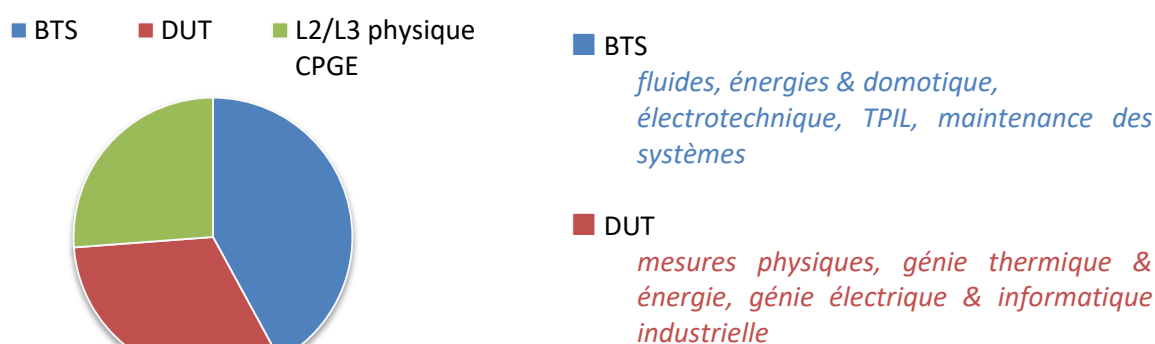 BTS DUT L2/L3 physique
CPGE
BTS
fluides, énergies & domotique,
électrotechnique, TPIL, maintenance des
systèmes
DUT
mesures physiques, génie thermique &
énergie, génie électrique & informatique
industrielle